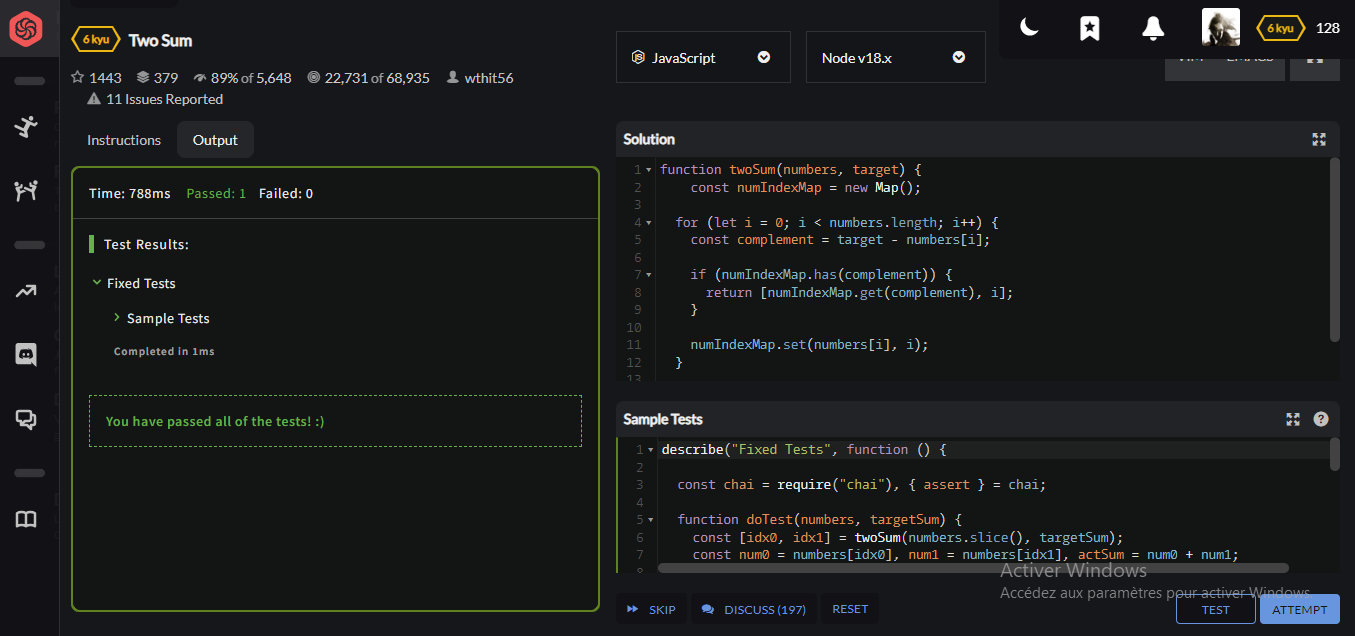 6 kyu Two Sum
1443 379 89% of 5,648 22,731 of 68,935 wthit56
11 Issues Reported
JavaScript
Node v18.x
6 kyu 128
Instructions Output
Time: 788ms Passed: 1 Failed: 0
Test Results:
Fixed Tests
Sample Tests
Completed in 1ms
You have passed all of the tests! :)
Solution
1 function twoSum(numbers, target) {
2 const numIndexMap = new Map();
3
4 for (let i = 0; i < numbers.length; i++) {
5 const complement = target - numbers[i];
6
7 if (numIndexMap.has(complement)) {
8 return [numIndexMap.get(complement), i];
9 }
10
11 numIndexMap.set(numbers[i], i);
12 }
13
Sample Tests
1 describe("Fixed Tests", function () {
2
3 const chai = require("chai"), { assert } = chai;
4
5 function doTest(numbers, targetSum) {
6 const [idx0, idx1] = twoSum(numbers.slice(), targetSum);
7 const num0 = numbers[idx0], num1 = numbers[idx1], actSum = num0 + num1;
Activer Windows
Accédez aux paramètres pour activer Windows.
SKIP DISCUSS (197) RESET TEST ATTEMPT